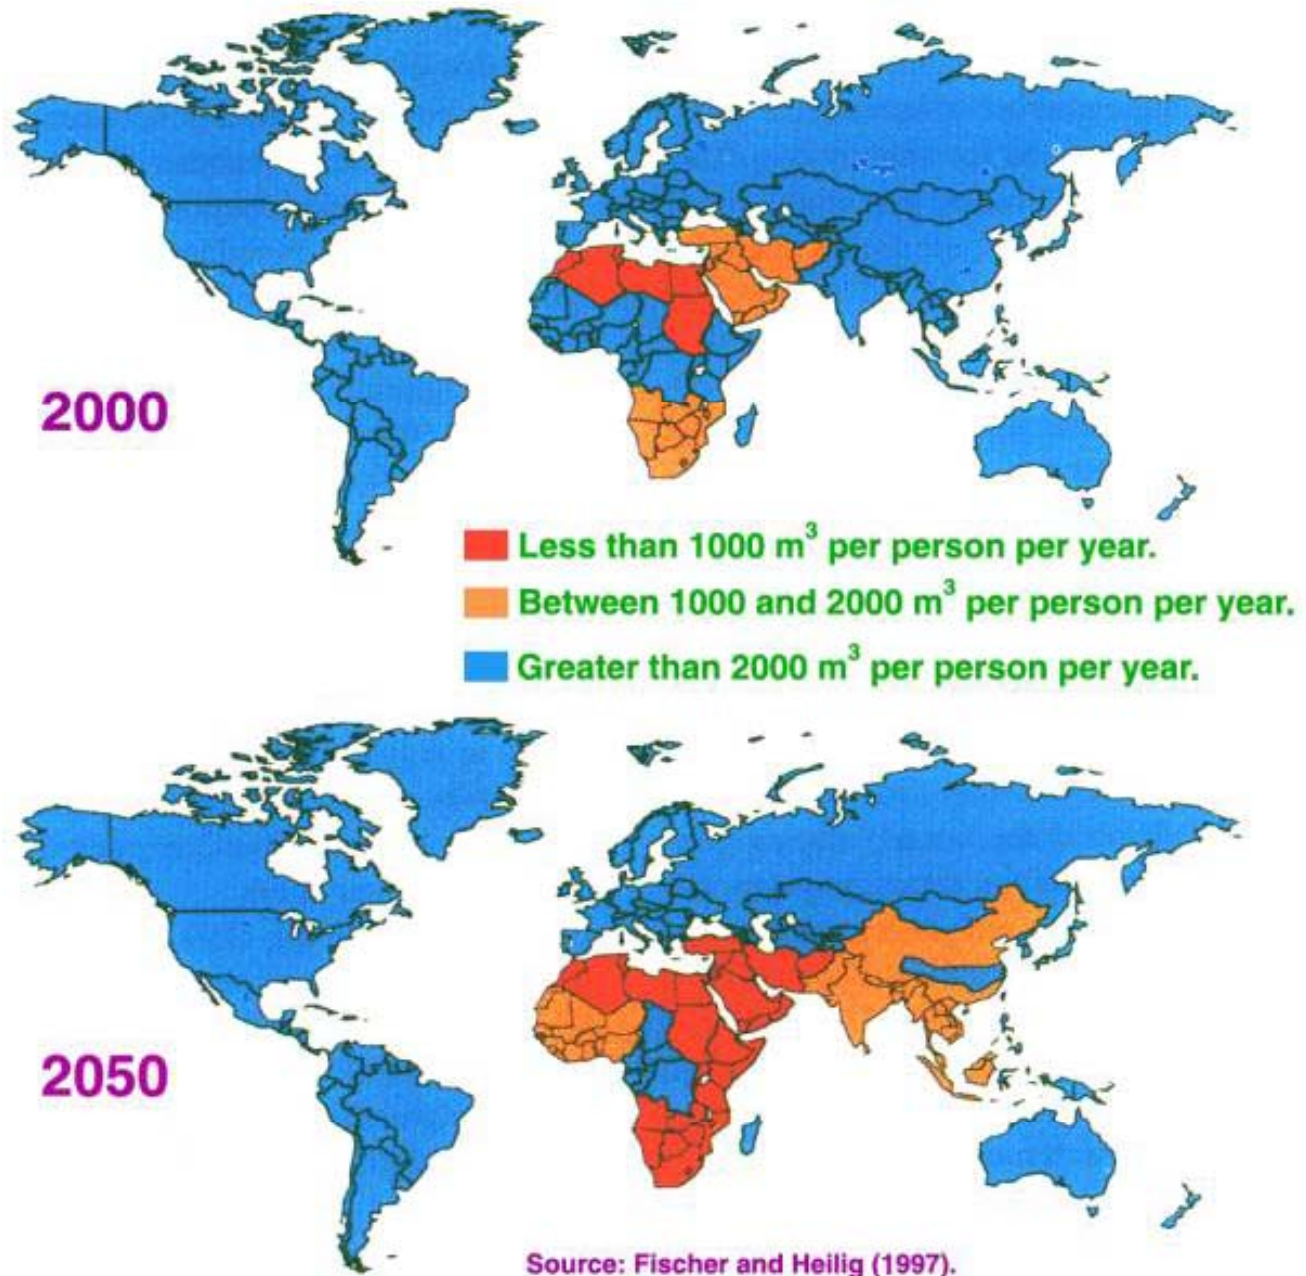 2000
Less than 1000 m³ per person per year.
Between 1000 and 2000 m³ per person per year.
Greater than 2000 m³ per person per year.
2050
Source: Fischer and Heilig (1997).